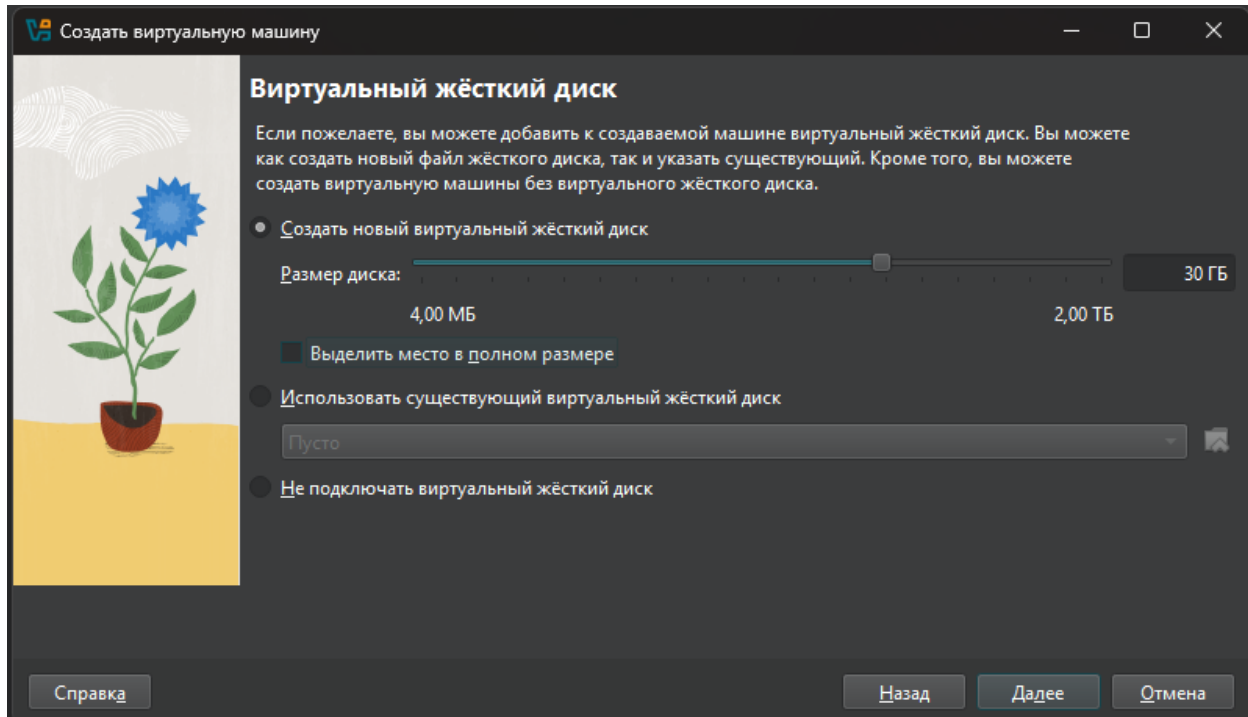 Создать виртуальную машину
Виртуальный жёсткий диск
Если пожелаете, вы можете добавить к создаваемой машине виртуальный жёсткий диск. Вы можете
как создать новый файл жёсткого диска, так и указать существующий. Кроме того, вы можете
создать виртуальную машины без виртуального жёсткого диска.
Создать новый виртуальный жёсткий диск
Размер диска: 30 ГБ
4,00 МБ 2,00 ТБ
Выделить место в полном размере
Использовать существующий виртуальный жёсткий диск
Пусто
Не подключать виртуальный жёсткий диск
Справка Назад Далее Отмена